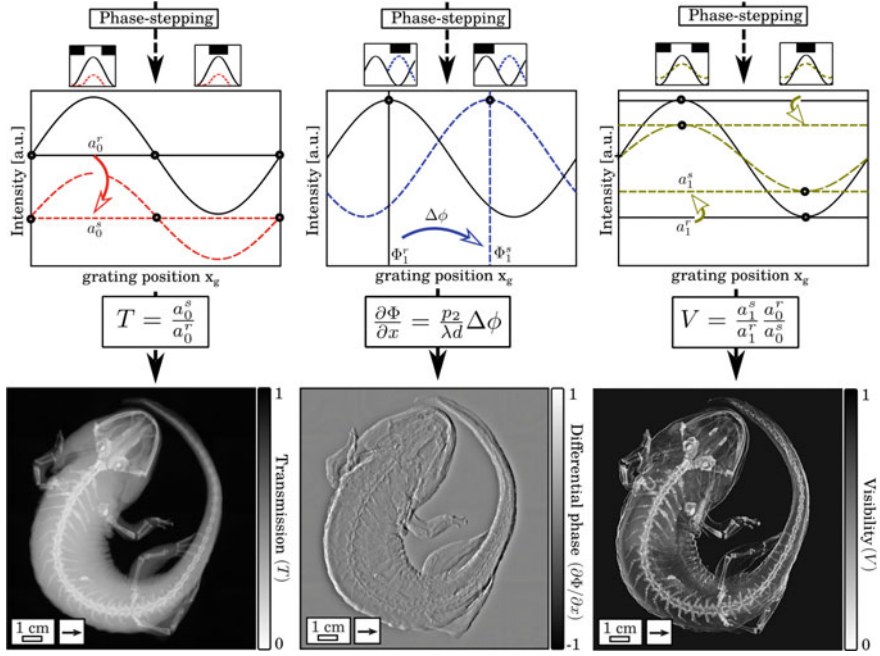 Phase-stepping
Phase-stepping
Phase-stepping
Intensity [a.u.]
a_0^r
a_0^s
grating position x_g
Intensity [a.u.]
Δϕ
Φ_1^r
Φ_1^s
grating position x_g
Intensity [a.u.]
a_1^s
a_1^r
grating position x_g
T = a_0^s / a_0^r
∂Φ/∂x = p_2/λd Δϕ
V = a_1^s/a_1^r a_0^r/a_0^s
1
Transmission (T)
0
1 cm
1
Differential phase (∂Φ/∂x)
-1
1 cm
1
Visibility (V)
0
1 cm